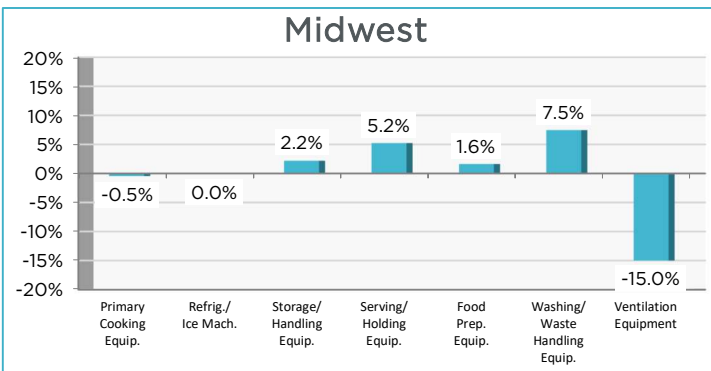 Midwest
20%
15%
10%
5%
0%
-5%
-10%
-15%
-20%
-0.5%
0.0%
2.2%
5.2%
1.6%
7.5%
-15.0%
Primary
Cooking
Equip.
Refrig./
Ice Mach.
Storage/
Handling
Equip.
Serving/
Holding
Equip.
Food
Prep.
Equip.
Washing/
Waste
Handling
Equip.
Ventilation
Equipment